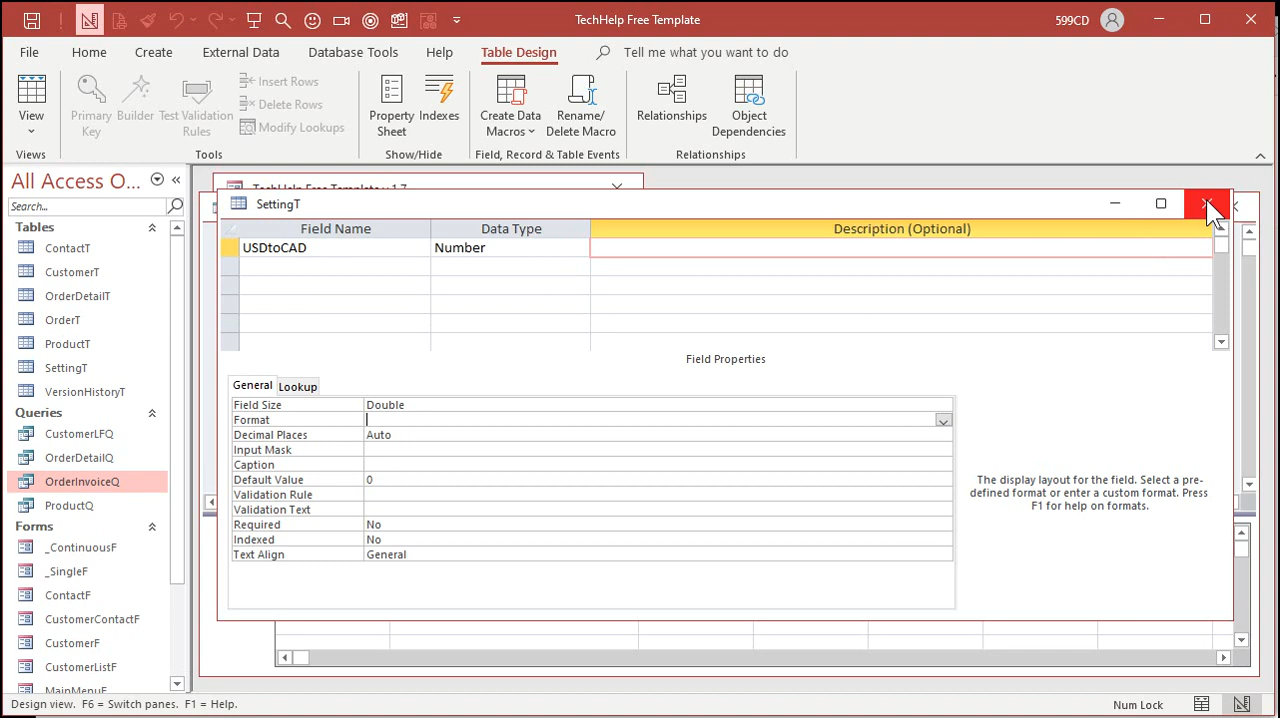 TechHelp Free Template
599CD
File Home Create External Data Database Tools Help Table Design Tell me what you want to do
View
Primary Key
Builder
Test Validation Rules
Insert Rows
Delete Rows
Modify Lookups
Property Sheet
Indexes
Create Data Macros
Rename/ Delete Macro
Relationships
Object Dependencies
Views Tools Show/Hide Field, Record & Table Events Relationships
All Access O...
Search...
Tables
ContactT
CustomerT
OrderDetailT
OrderT
ProductT
SettingT
VersionHistoryT
Queries
CustomerLFQ
OrderDetailQ
OrderInvoiceQ
ProductQ
Forms
_ContinuousF
_SingleF
ContactF
CustomerContactF
CustomerF
CustomerListF
MainMenuF
TechHelp Free Template v 1.7
SettingT
Field Name Data Type Description (Optional)
USDtoCAD Number
Field Properties
General Lookup
Field Size Double
Format
Decimal Places Auto
Input Mask
Caption
Default Value 0
Validation Rule
Validation Text
Required No
Indexed No
Text Align General
The display layout for the field. Select a pre-
defined format or enter a custom format. Press
F1 for help on formats.
Design view. F6 = Switch panes. F1 = Help.
Num Lock